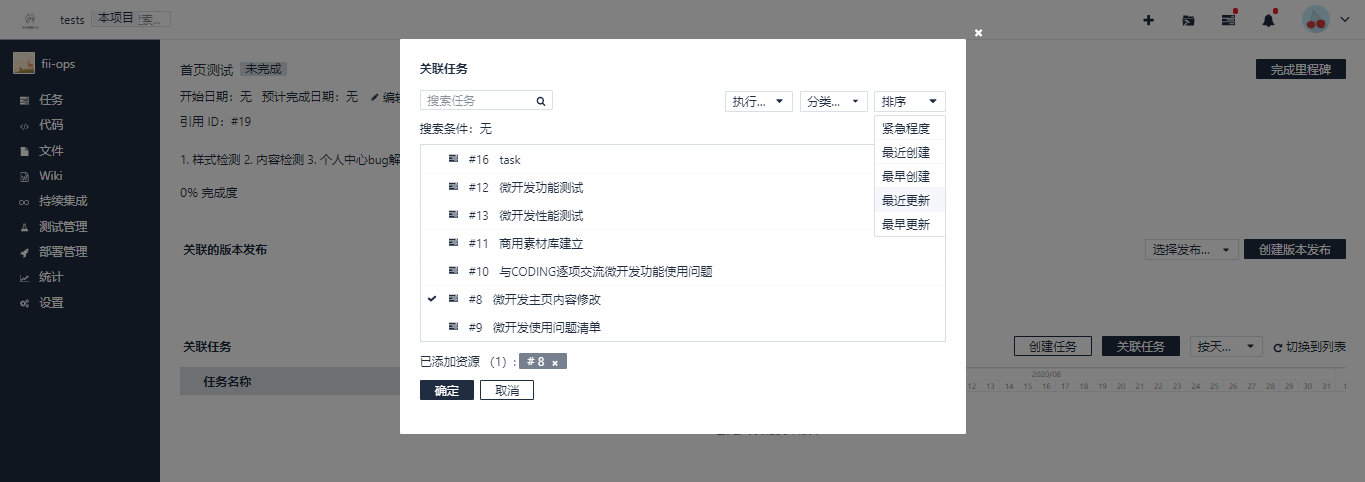 tests 本项目
fii-ops
任务
代码
文件
Wiki
持续集成
测试管理
部署管理
统计
设置
首页测试 未完成
完成里程碑
开始日期：无 预计完成日期：无 编辑
引用 ID：#19
1. 样式检测 2. 内容检测 3. 个人中心bug解
0% 完成度
关联的版本发布
选择发布...
创建版本发布
关联任务
创建任务
关联任务
按天...
切换到列表
任务名称
2020/08
12 13 14 15 16 17 18 19 20 21 22 23 24 25 26 27 28 29 30 31 1
关联任务
搜索任务
执行...
分类...
排序
紧急程度
最近创建
最早创建
最近更新
最早更新
搜索条件：无
#16 task
#12 微开发功能测试
#13 微开发性能测试
#11 商用素材库建立
#10 与CODING逐项交流微开发功能使用问题
#8 微开发主页内容修改
#9 微开发使用问题清单
已添加资源 （1）: # 8 ×
确定
取消